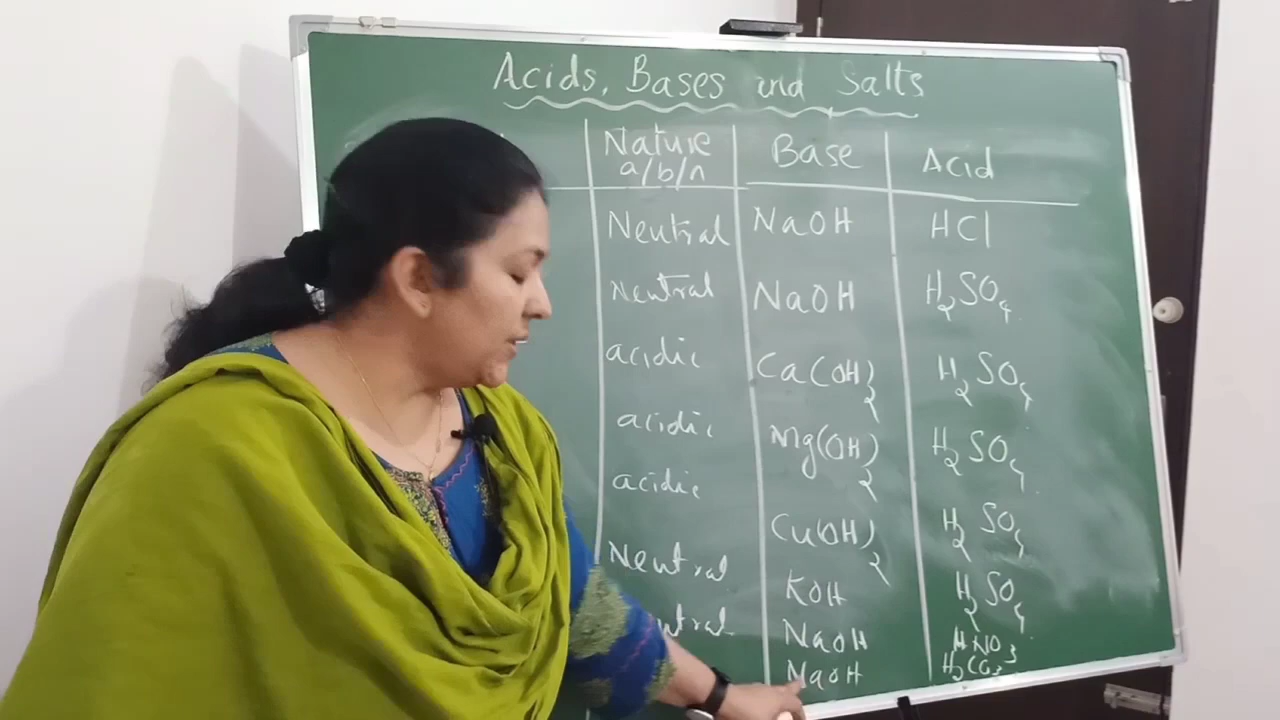 Acids, Bases and Salts
Nature Base Acid
a/b/n
Neutral NaOH HCl
Neutral NaOH H₂SO₄
acidic Ca(OH)₂ H₂SO₄
acidic Mg(OH)₂ H₂SO₄
acidic Cu(OH)₂ H₂SO₄
Neutral KOH H₂SO₄
NaOH HNO₃
NaOH H₂CO₃